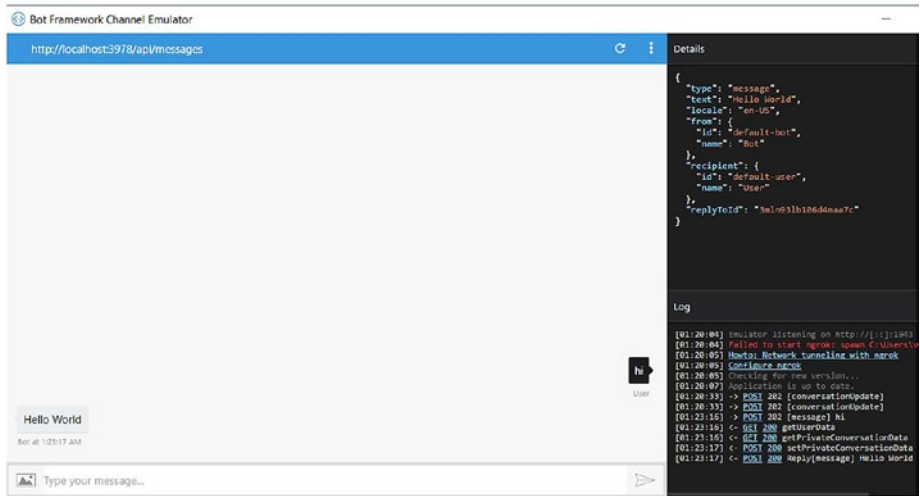 Bot Framework Channel Emulator
http://localhost:3978/api/messages
Details
{
"type": "message",
"text": "Hello World",
"locale": "en-US",
"from": {
"id": "default-bot",
"name": "Bot"
},
"recipient": {
"id": "default-user",
"name": "User"
},
"replyToId":
}
hi
User
Hello World
Bot at 1:23:17 AM
Type your message...
Log
[01:20:04] Emulator listening on http://[::]:
[01:20:04] Failed to start ngrok: spawn C:\Users\
[01:20:05] Howto: Network tunneling with ngrok
[01:20:05] Configure ngrok
[01:20:05] Checking for new version...
[01:20:07] Application is up to date.
[01:20:33] -> POST 202 [conversationUpdate]
[01:20:33] -> POST 202 [conversationUpdate]
[01:23:16] -> POST 202 [message] hi
[01:23:16] <- GET 200 getUserData
[01:23:16] <- GET 200 getPrivateConversationData
[01:23:17] <- POST 200 setPrivateConversationData
[01:23:17] <- POST 200 Reply[message] Hello World